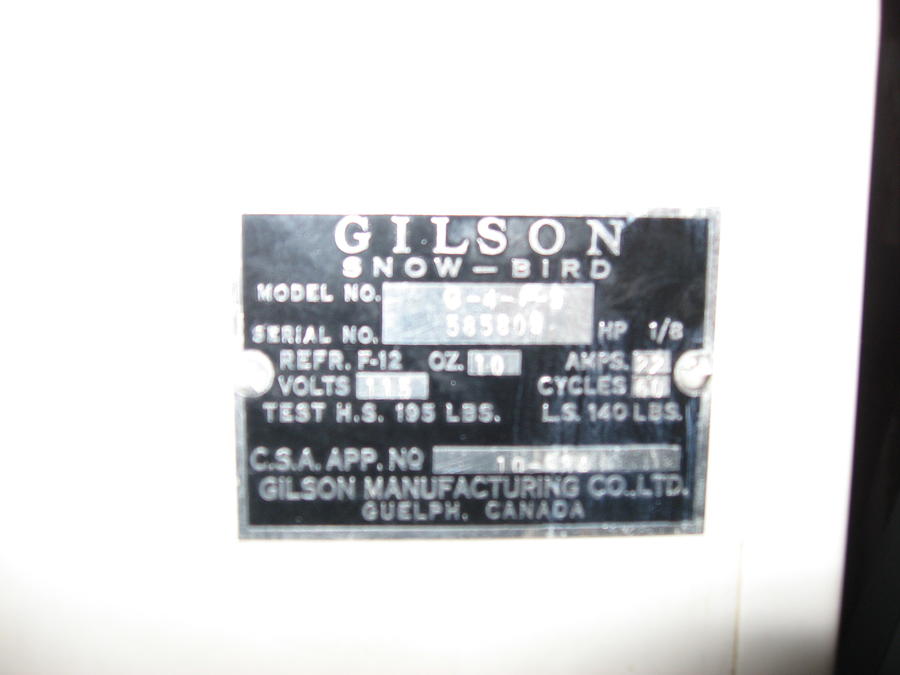 GILSON
SNOW-BIRD
MODEL NO.
SERIAL NO. HP 1/8
REFR. F-12 OZ. 10 AMPS.
VOLTS 115 CYCLES
TEST H.S. 195 LBS. L.S. 140 LBS.
C.S.A. APP. NO
GILSON MANUFACTURING CO., LTD.
GUELPH, CANADA